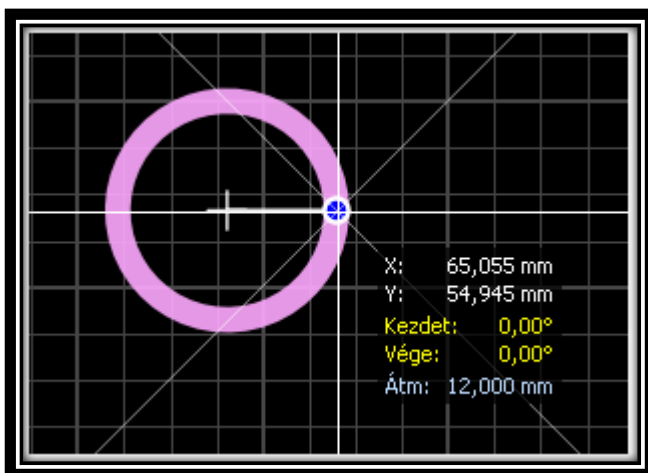 X: 65,055 mm
Y: 54,945 mm
Kezdet: 0,00°
Vége: 0,00°
Átm: 12,000 mm